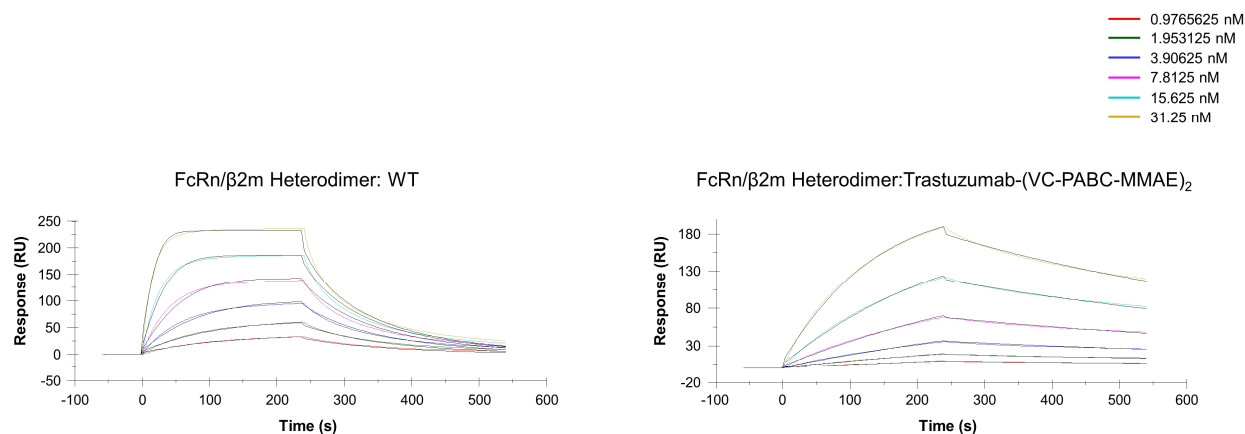 0.9765625 nM
1.953125 nM
3.90625 nM
7.8125 nM
15.625 nM
31.25 nM
FcRn/β2m Heterodimer: WT
FcRn/β2m Heterodimer:Trastuzumab-(VC-PABC-MMAE)₂
Response (RU)
250
200
150
100
50
0
-50
-100 0 100 200 300 400 500 600
Time (s)
Response (RU)
180
130
80
30
-20
-100 0 100 200 300 400 500 600
Time (s)